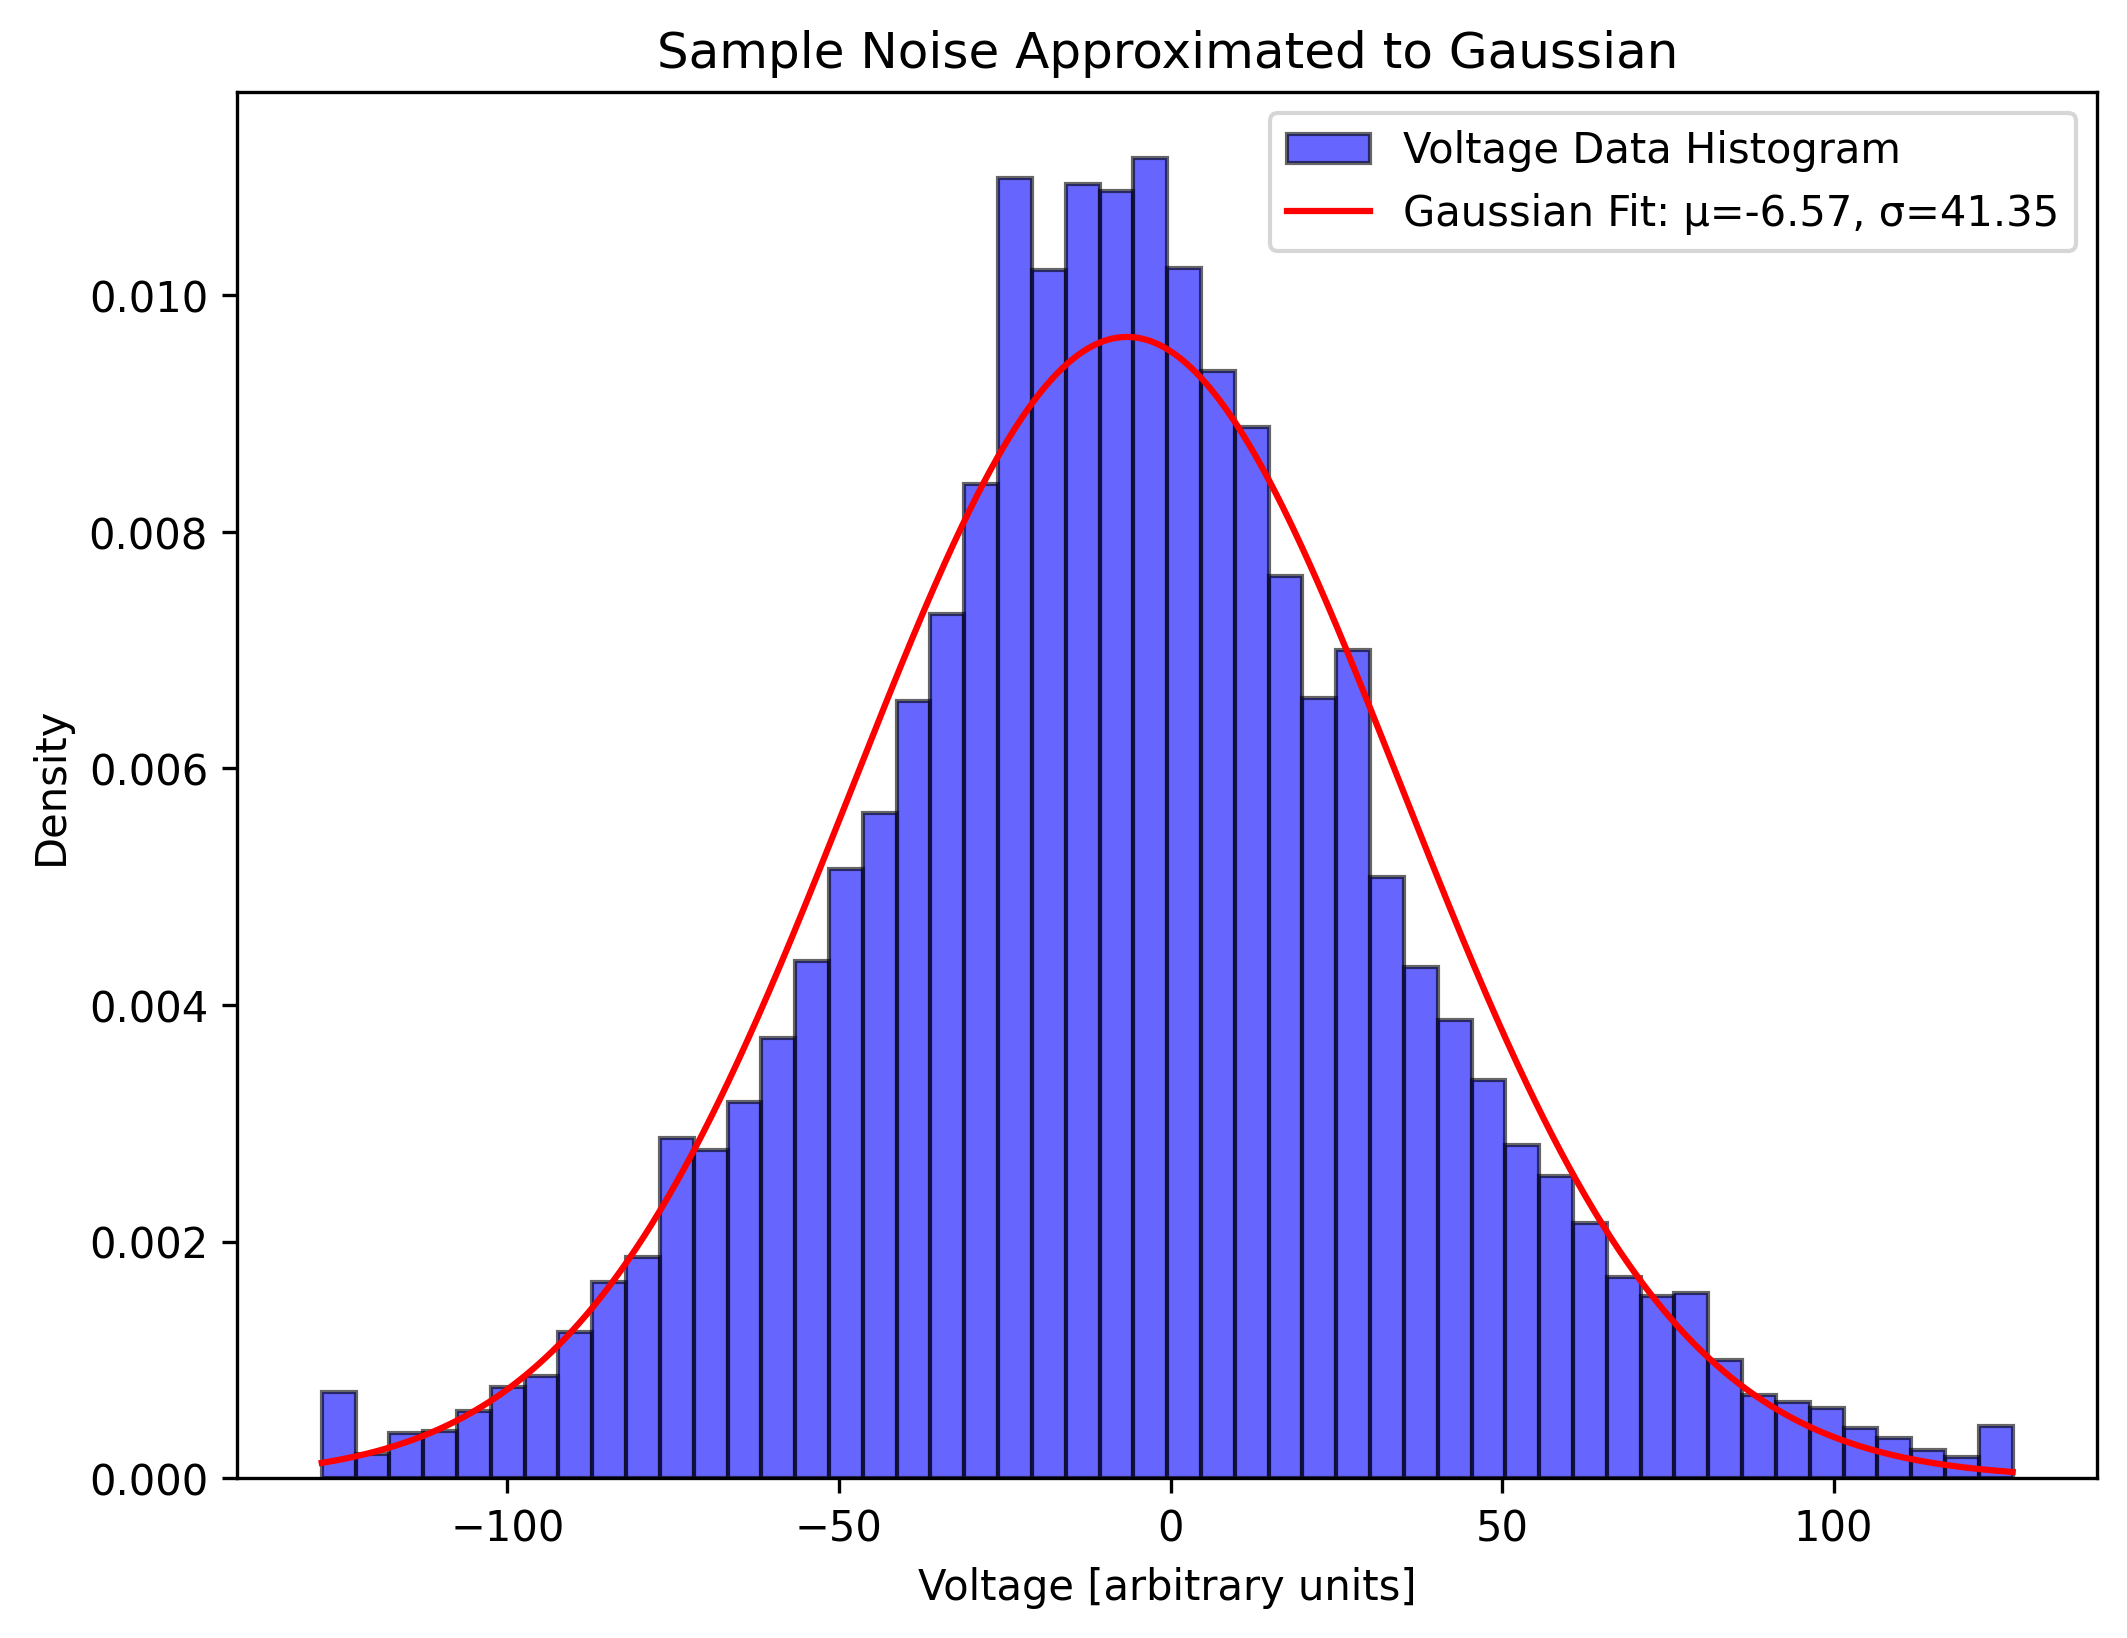 Sample Noise Approximated to Gaussian
Voltage Data Histogram
Gaussian Fit: μ=-6.57, σ=41.35
0.010
0.008
0.006
0.004
0.002
0.000
Density
−100
−50
0
50
100
Voltage [arbitrary units]